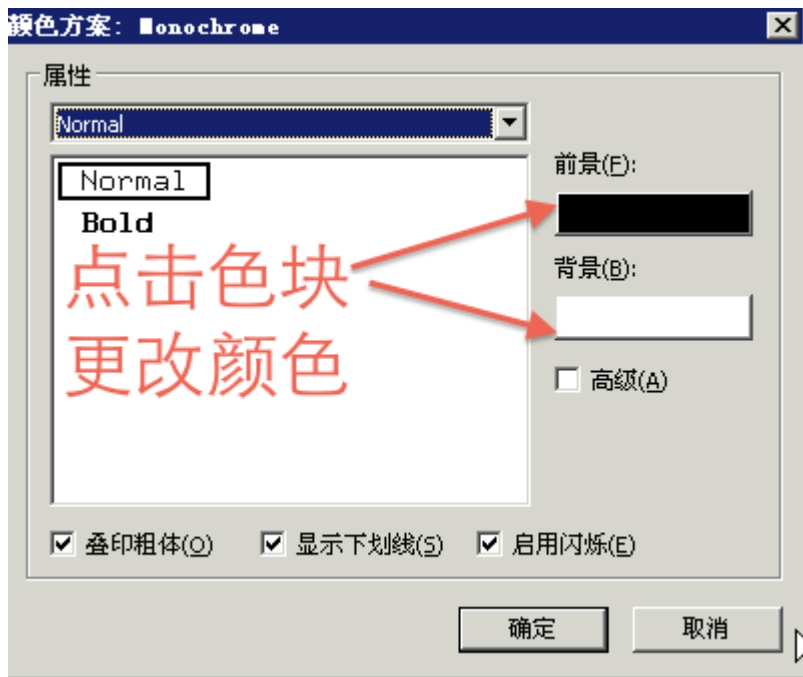 颜色方案: Monochrome
属性
Normal
前景(F):
Normal
Bold
点击色块
更改颜色
背景(B):
高级(A)
叠印粗体(O) 显示下划线(S) 启用闪烁(E)
确定 取消